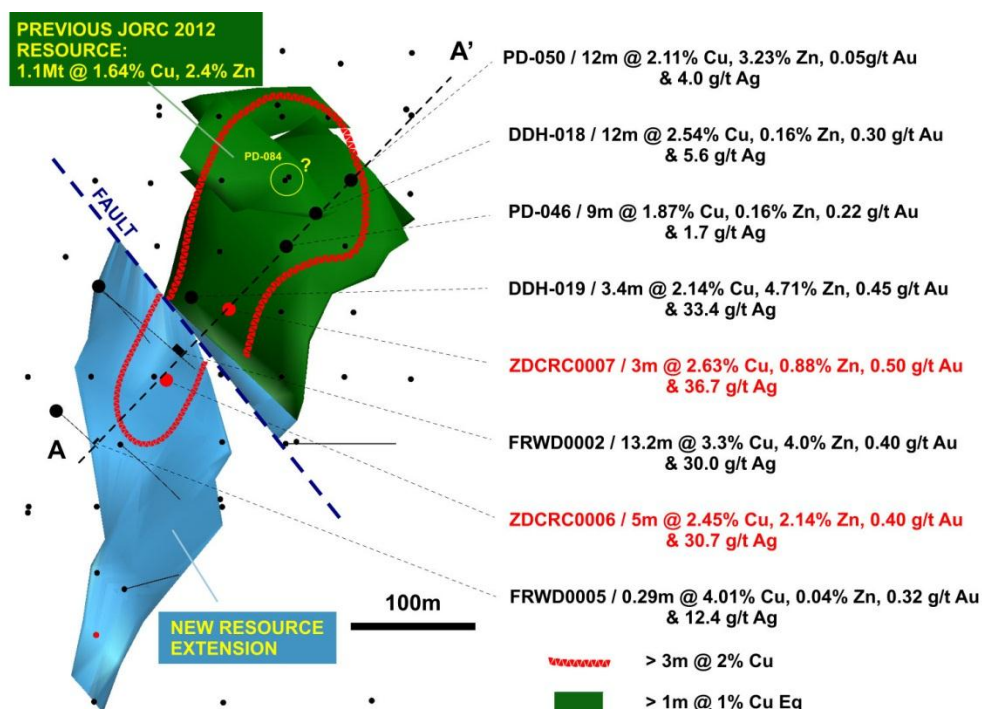 PREVIOUS JORC 2012
RESOURCE:
1.1Mt @ 1.64% Cu, 2.4% Zn
A'
PD-084
?
FAULT
A
NEW RESOURCE
EXTENSION
100m
PD-050 / 12m @ 2.11% Cu, 3.23% Zn, 0.05g/t Au
& 4.0 g/t Ag
DDH-018 / 12m @ 2.54% Cu, 0.16% Zn, 0.30 g/t Au
& 5.6 g/t Ag
PD-046 / 9m @ 1.87% Cu, 0.16% Zn, 0.22 g/t Au
& 1.7 g/t Ag
DDH-019 / 3.4m @ 2.14% Cu, 4.71% Zn, 0.45 g/t Au
& 33.4 g/t Ag
ZDCRC0007 / 3m @ 2.63% Cu, 0.88% Zn, 0.50 g/t Au
& 36.7 g/t Ag
FRWD0002 / 13.2m @ 3.3% Cu, 4.0% Zn, 0.40 g/t Au
& 30.0 g/t Ag
ZDCRC0006 / 5m @ 2.45% Cu, 2.14% Zn, 0.40 g/t Au
& 30.7 g/t Ag
FRWD0005 / 0.29m @ 4.01% Cu, 0.04% Zn, 0.32 g/t Au
& 12.4 g/t Ag
> 3m @ 2% Cu
> 1m @ 1% Cu Eq